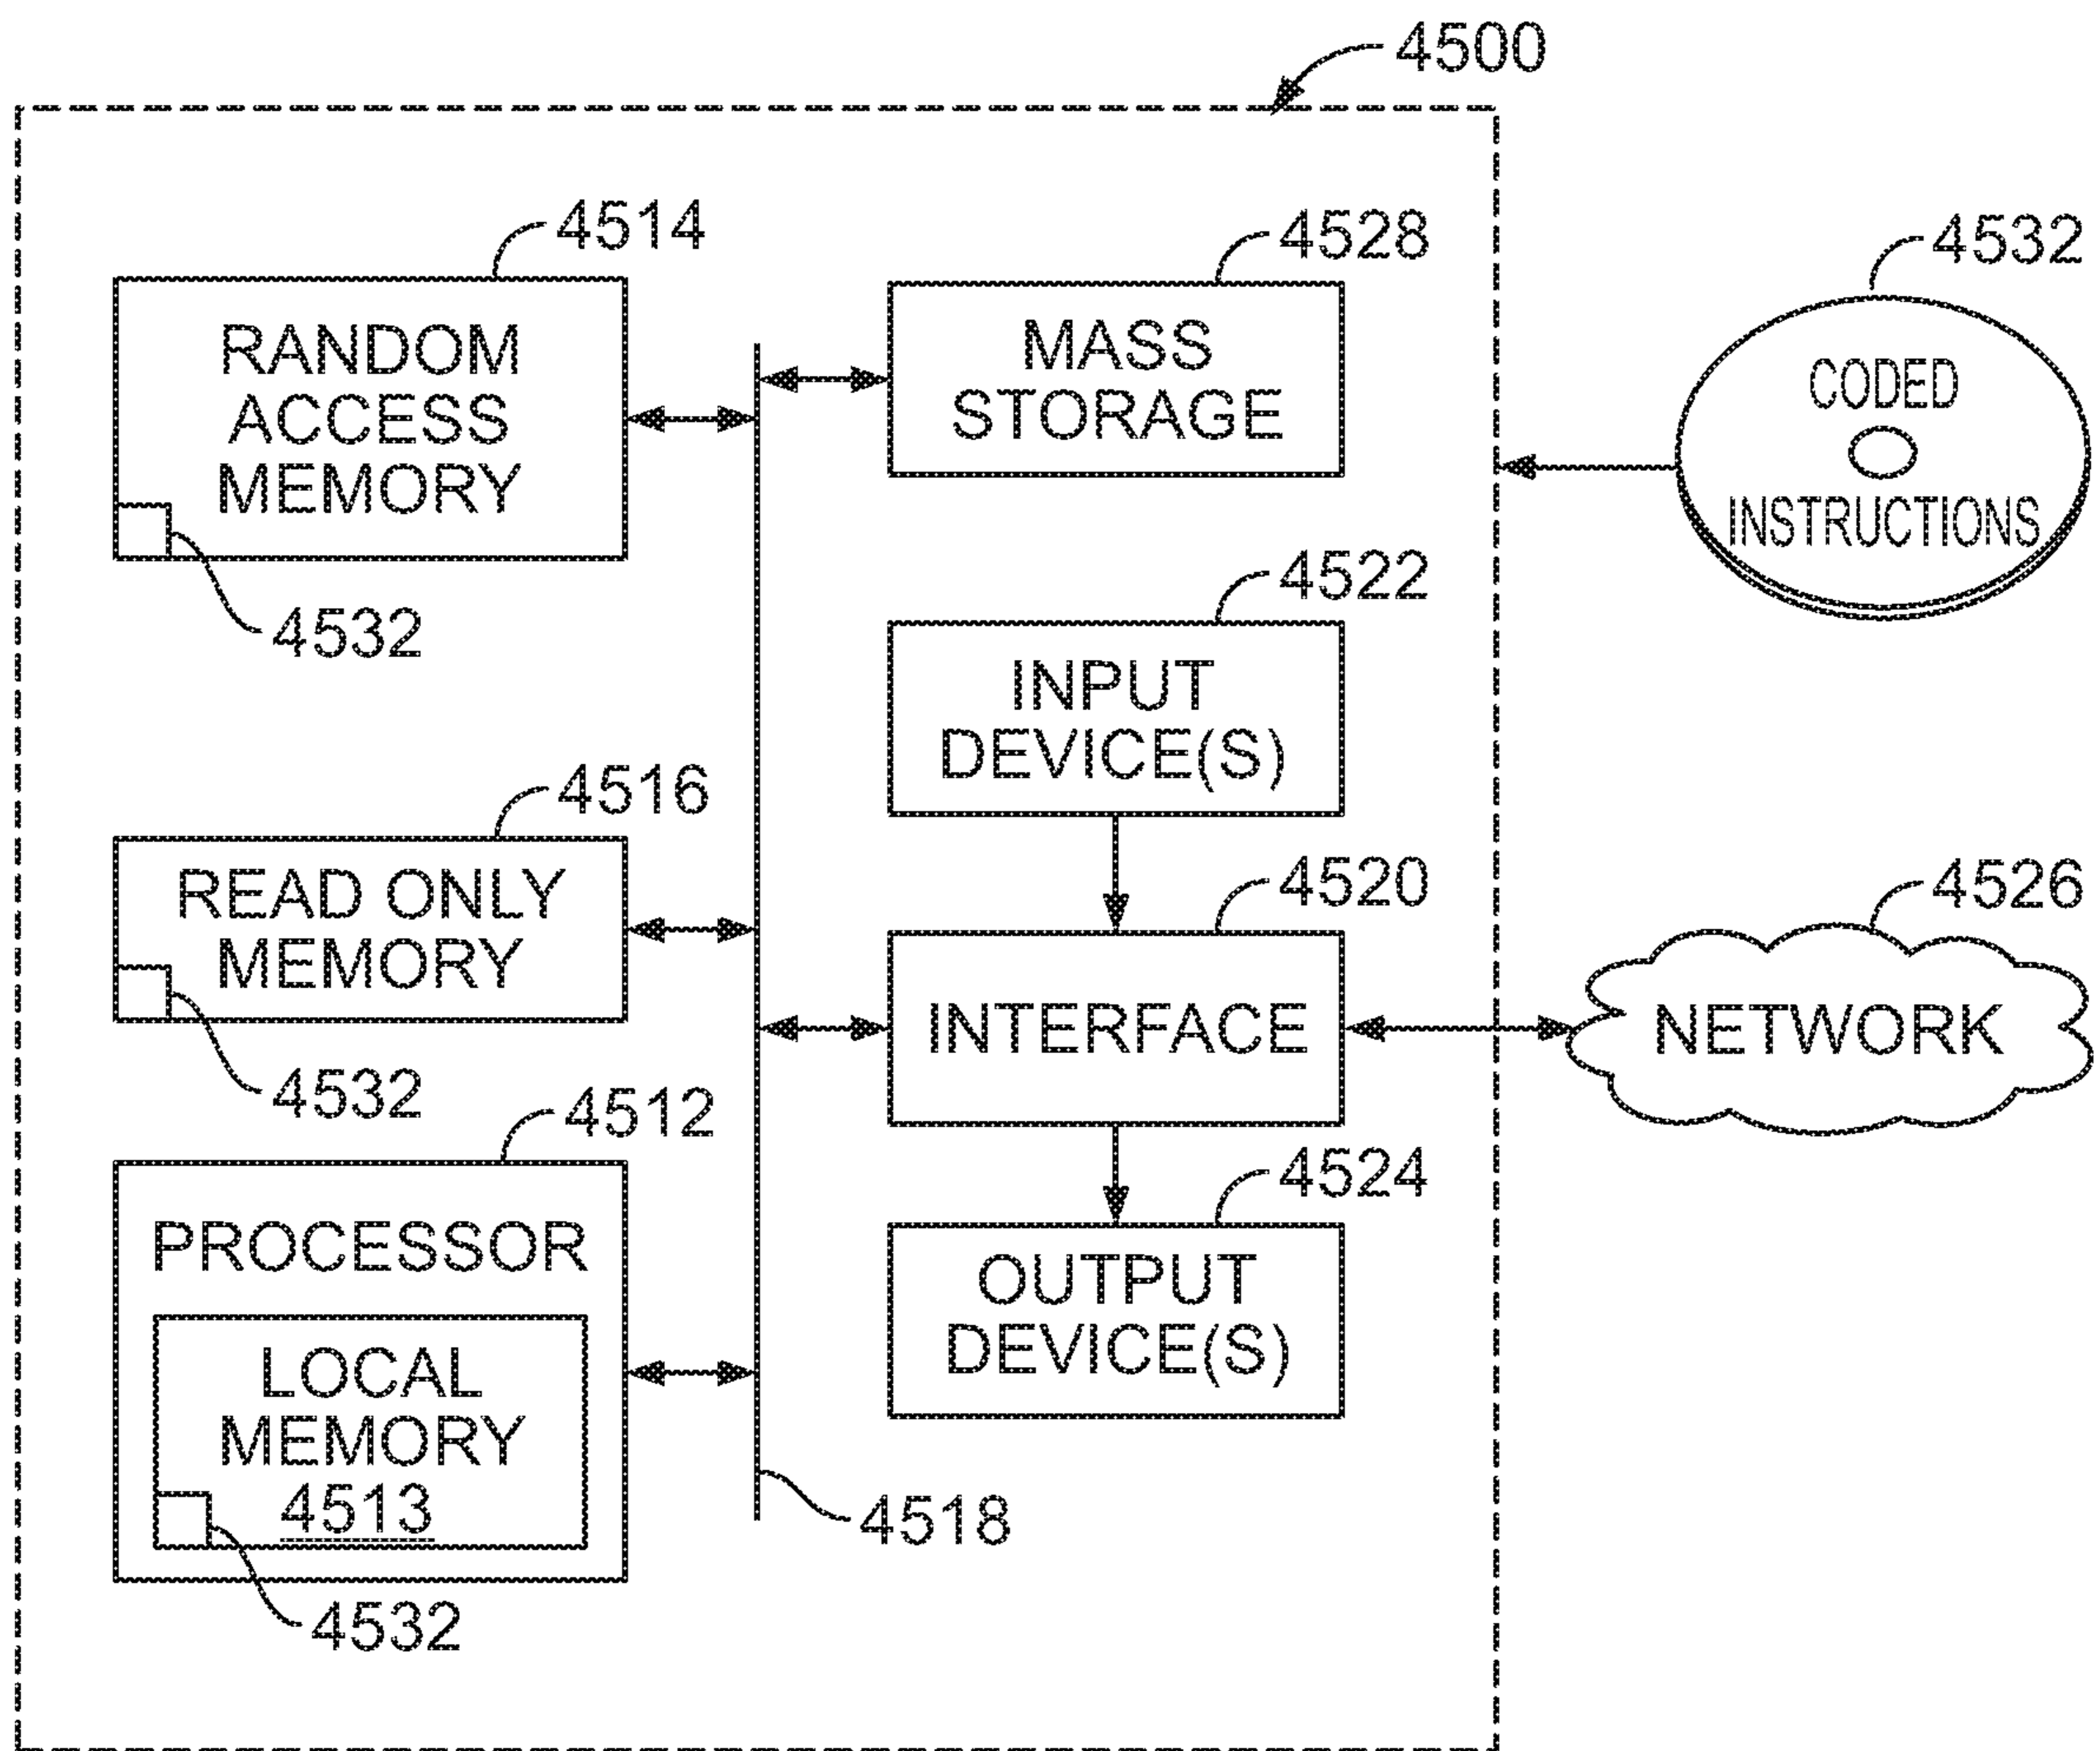 4500
4514
RANDOM
ACCESS
MEMORY
4532
4528
MASS
STORAGE
4532
CODED
INSTRUCTIONS
4522
INPUT
DEVICE(S)
4516
READ ONLY
MEMORY
4532
4520
INTERFACE
4526
NETWORK
4512
PROCESSOR
LOCAL
MEMORY
4513
4532
4524
OUTPUT
DEVICE(S)
4518